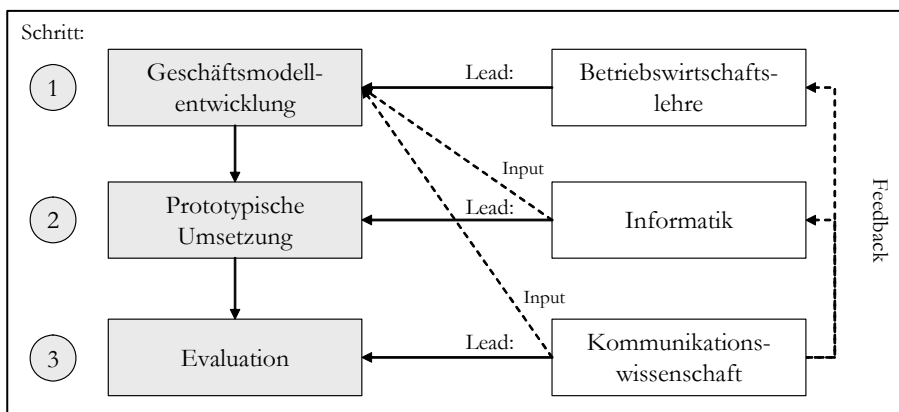 Schritt:
1
Geschäftsmodell-
entwicklung
Lead:
Betriebswirtschafts-
lehre
Input
2
Prototypische
Umsetzung
Lead:
Informatik
Feedback
Input
3
Evaluation
Lead:
Kommunikations-
wissenschaft